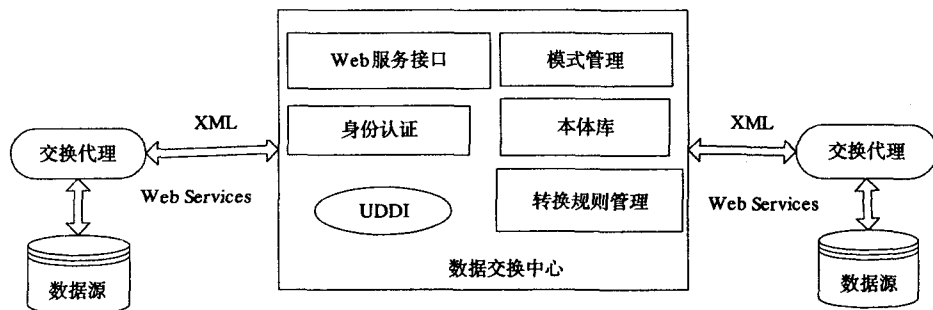 Web服务接口
模式管理
XML
身份认证
本体库
XML
交换代理
交换代理
Web Services
UDDI
转换规则管理
Web Services
数据交换中心
数据源
数据源